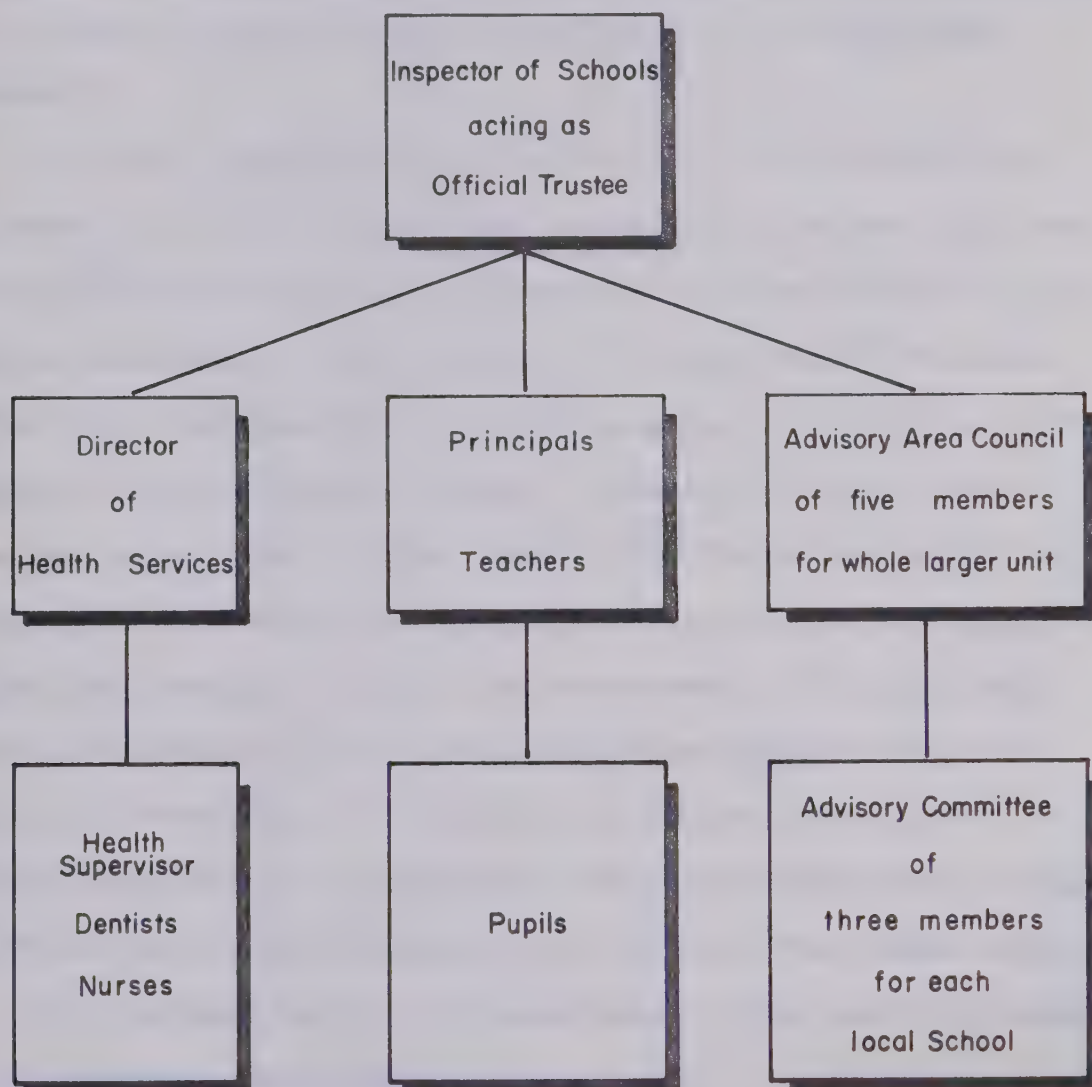 Inspector of Schools
acting as
Official Trustee
Director
of
Health Services
Principals
Teachers
Advisory Area Council
of five members
for whole larger unit
Health
Supervisor
Dentists
Nurses
Pupils
Advisory Committee
of
three members
for each
local School